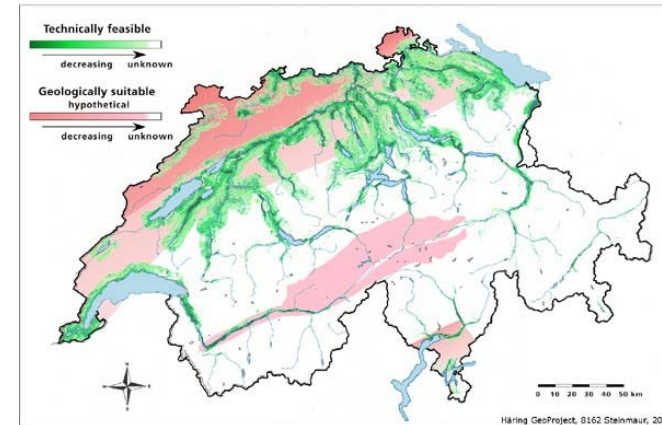 Technically feasible
decreasing unknown
Geologically suitable
hypothetical
decreasing unknown
N
W E
S
0 10 20 30 40 50 km
Häring GeoProject, 8162 Steinmaur, 20